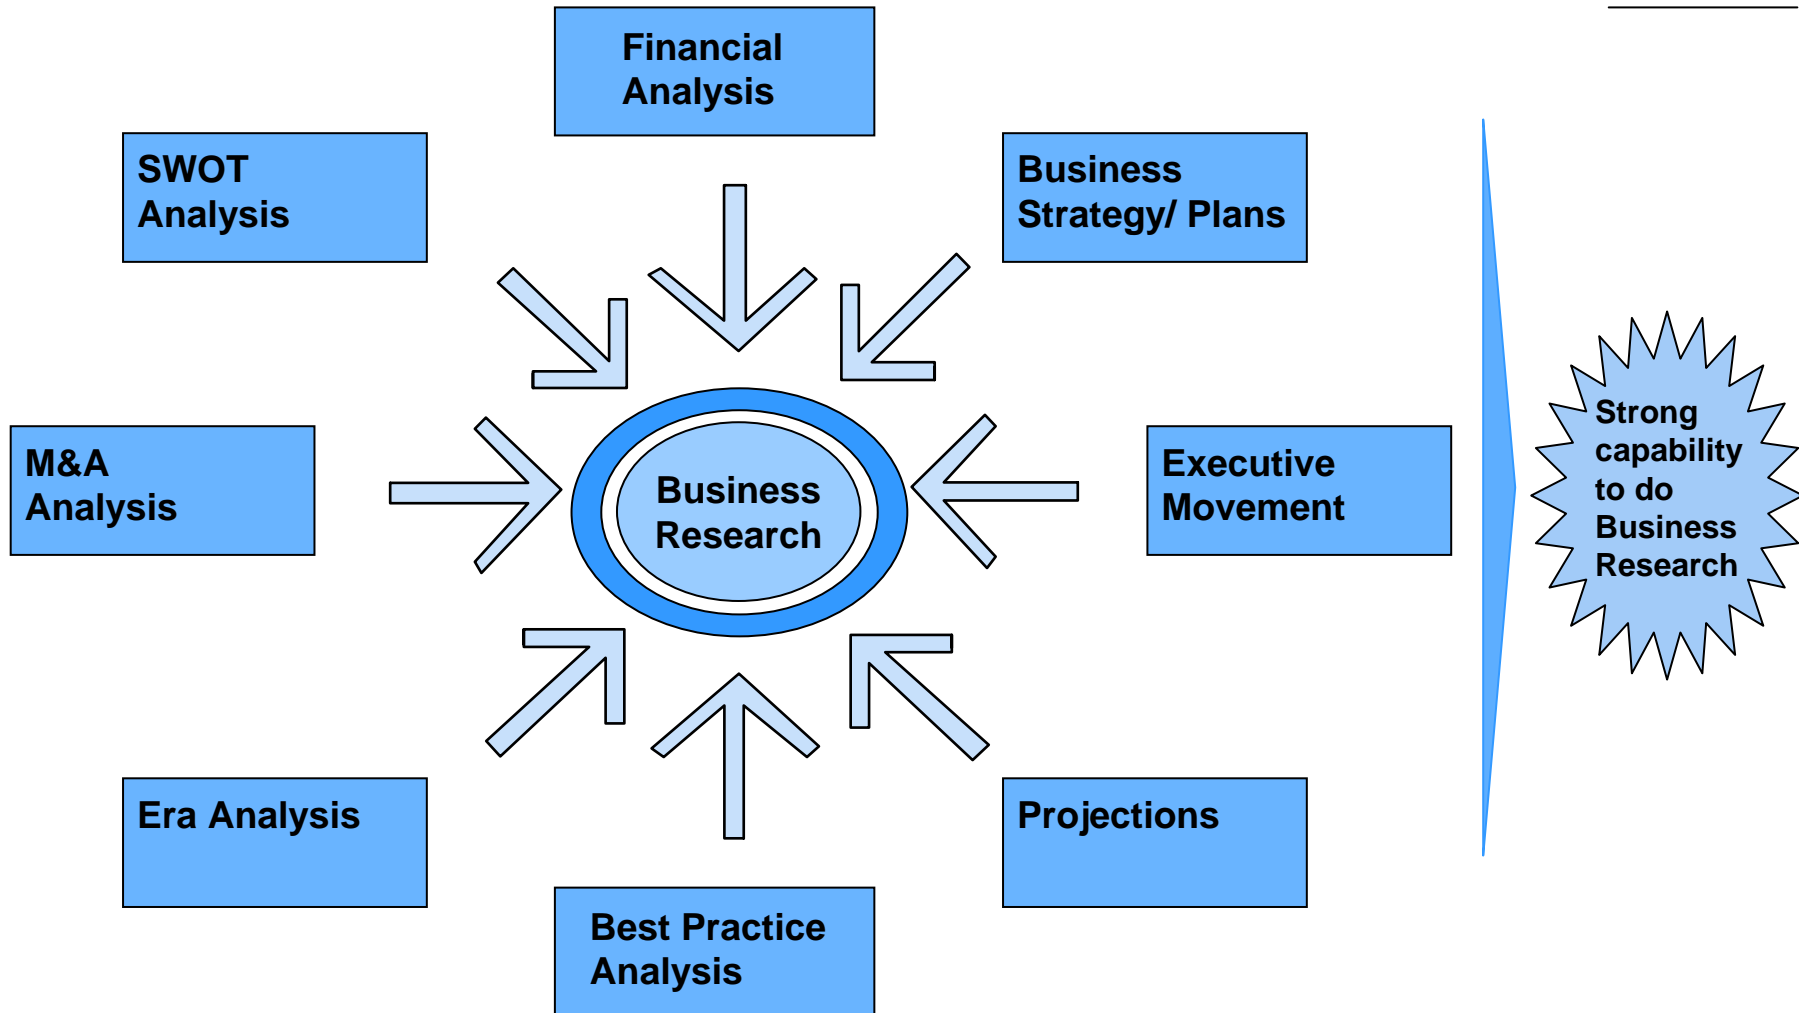 Financial
Analysis
SWOT
Analysis
Business
Strategy/ Plans
M&A
Analysis
Business
Research
Executive
Movement
Strong
capability
to do
Business
Research
Era Analysis
Projections
Best Practice
Analysis